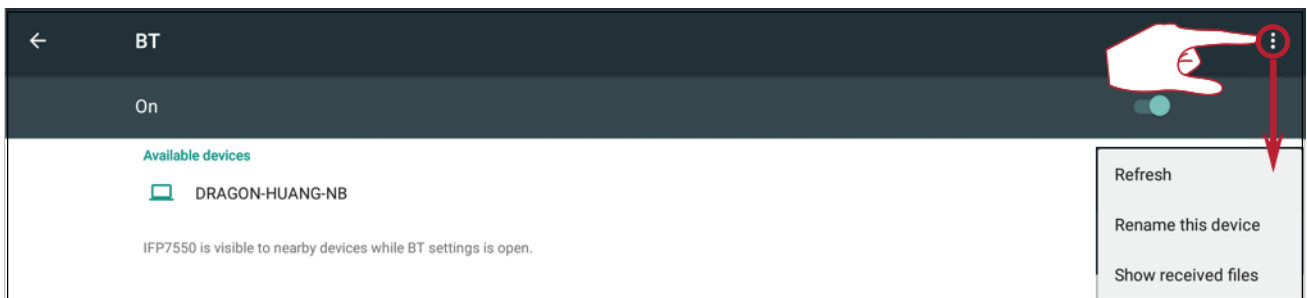 BT
On
Available devices
DRAGON-HUANG-NB
IFP7550 is visible to nearby devices while BT settings is open.
Refresh
Rename this device
Show received files